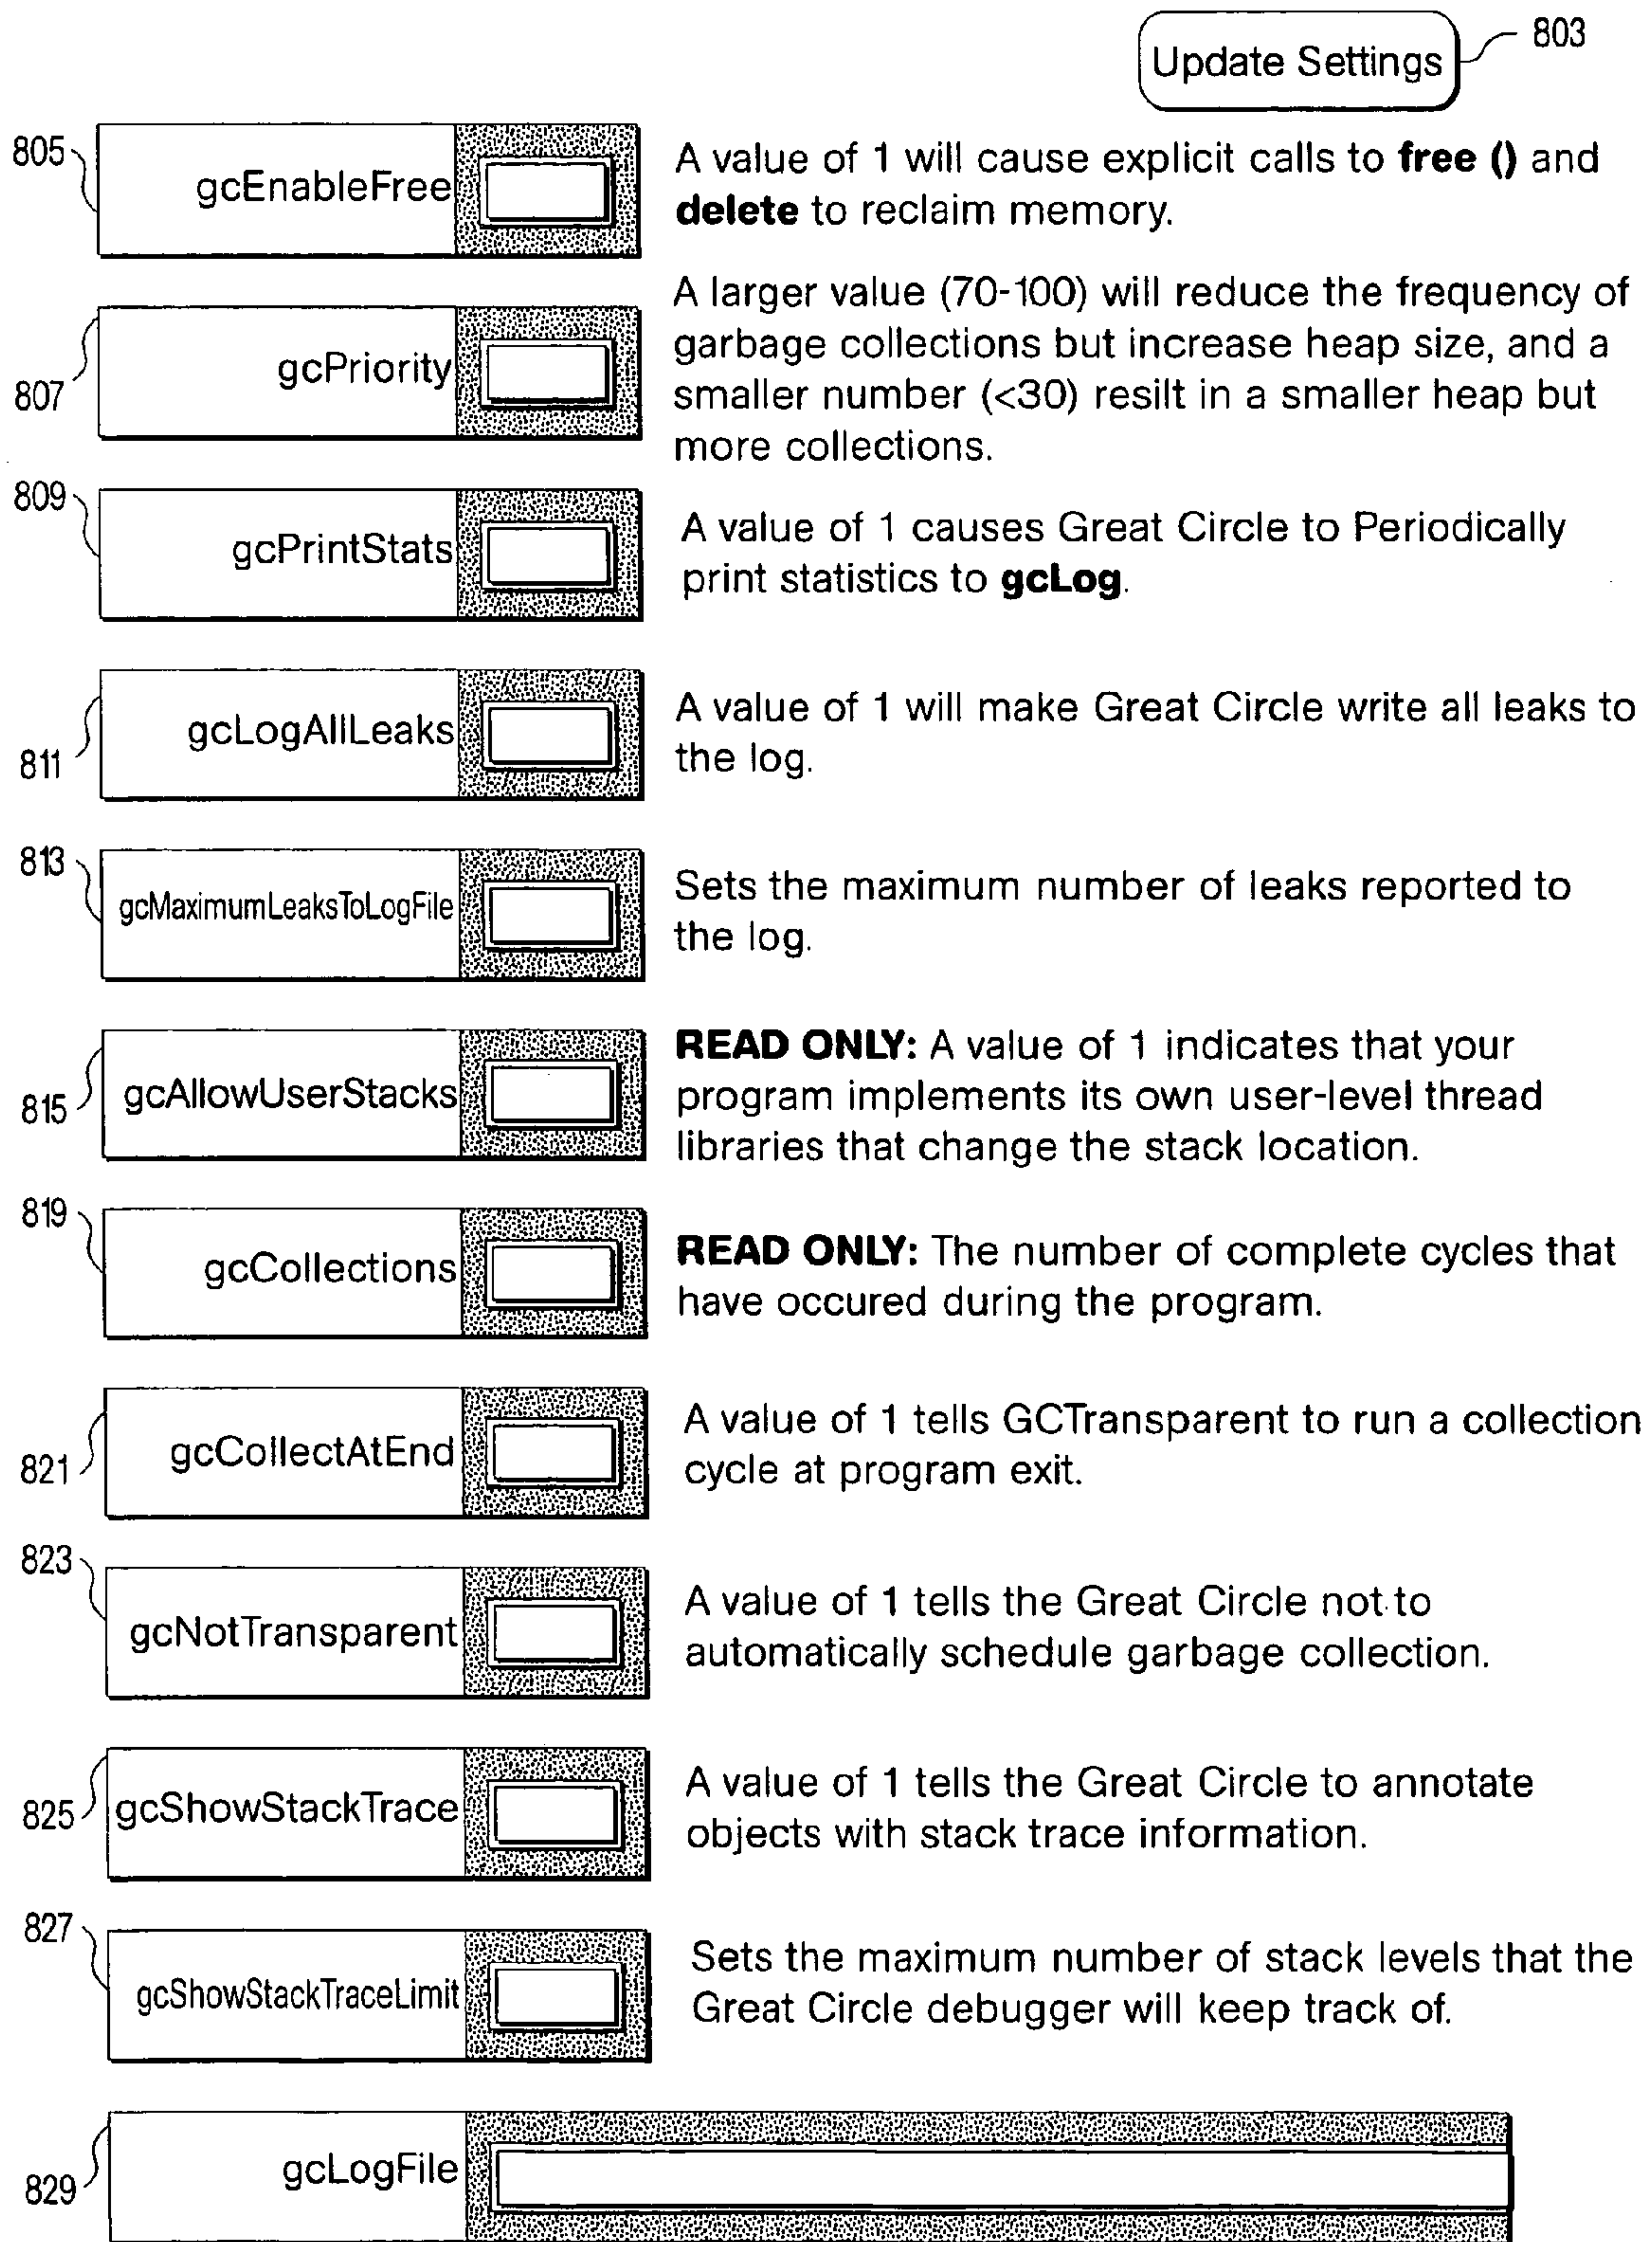 Update Settings
803
805
gcEnableFree
A value of 1 will cause explicit calls to free () and
delete to reclaim memory.
807
gcPriority
A larger value (70-100) will reduce the frequency of
garbage collections but increase heap size, and a
smaller number (<30) resilt in a smaller heap but
more collections.
809
gcPrintStats
A value of 1 causes Great Circle to Periodically
print statistics to gcLog.
811
gcLogAllLeaks
A value of 1 will make Great Circle write all leaks to
the log.
813
gcMaximumLeaksToLogFile
Sets the maximum number of leaks reported to
the log.
815
gcAllowUserStacks
READ ONLY: A value of 1 indicates that your
program implements its own user-level thread
libraries that change the stack location.
819
gcCollections
READ ONLY: The number of complete cycles that
have occured during the program.
821
gcCollectAtEnd
A value of 1 tells GCTransparent to run a collection
cycle at program exit.
823
gcNotTransparent
A value of 1 tells the Great Circle not to
automatically schedule garbage collection.
825
gcShowStackTrace
A value of 1 tells the Great Circle to annotate
objects with stack trace information.
827
gcShowStackTraceLimit
Sets the maximum number of stack levels that the
Great Circle debugger will keep track of.
829
gcLogFile